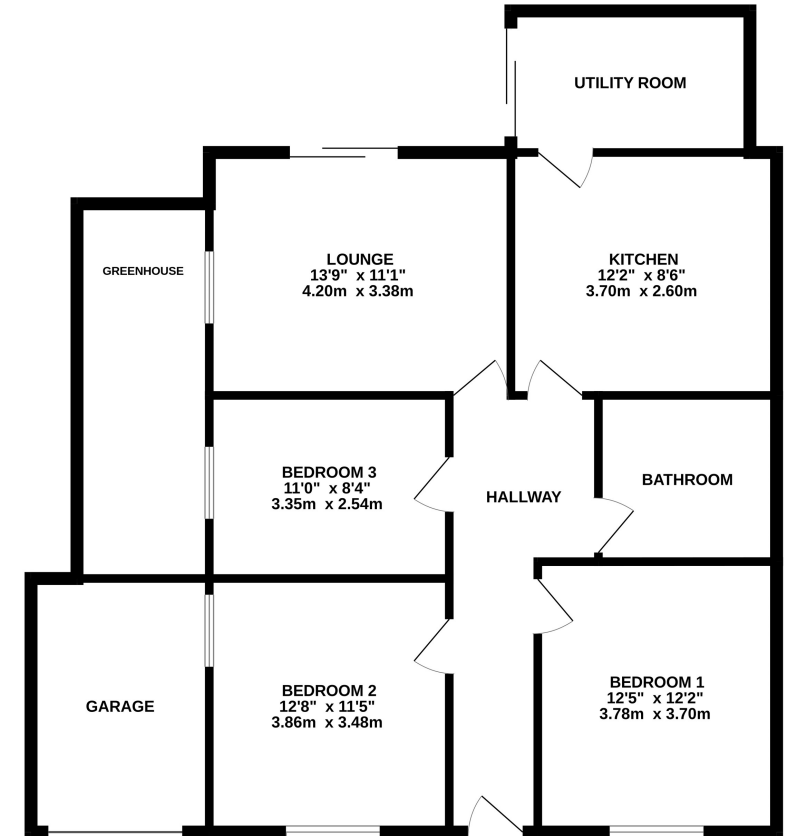 UTILITY ROOM
LOUNGE
13'9" x 11'1"
4.20m x 3.38m
KITCHEN
12'2" x 8'6"
3.70m x 2.60m
GREENHOUSE
BEDROOM 3
11'0" x 8'4"
3.35m x 2.54m
HALLWAY
BATHROOM
GARAGE
BEDROOM 2
12'8" x 11'5"
3.86m x 3.48m
BEDROOM 1
12'5" x 12'2"
3.78m x 3.70m